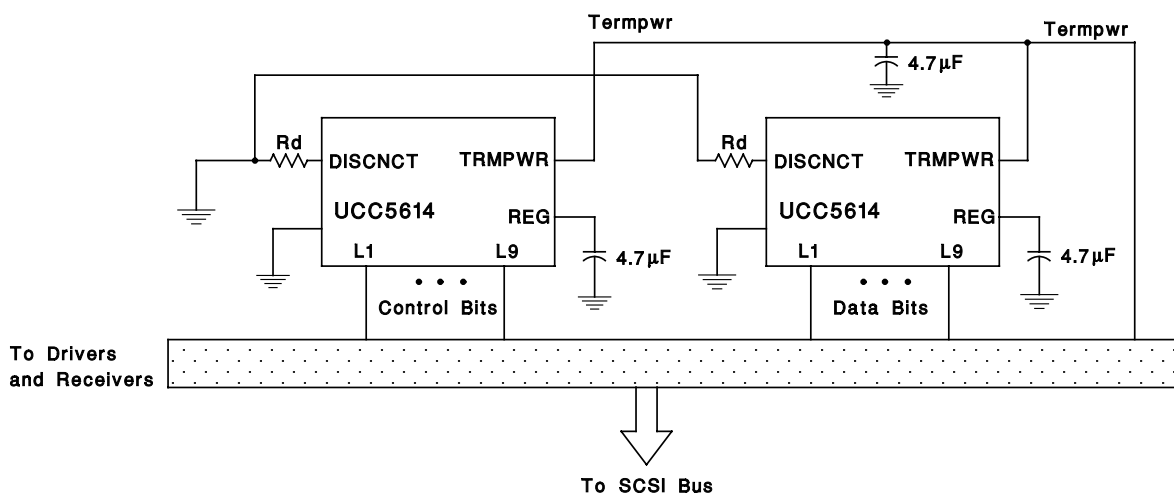 Termpwr
Termpwr
4.7μF
Rd
DISCNCT
TRMPWR
UCC5614
REG
L1
L9
4.7μF
Control Bits
Rd
DISCNCT
TRMPWR
UCC5614
REG
L1
L9
4.7μF
Data Bits
To Drivers
and Receivers
To SCSI Bus